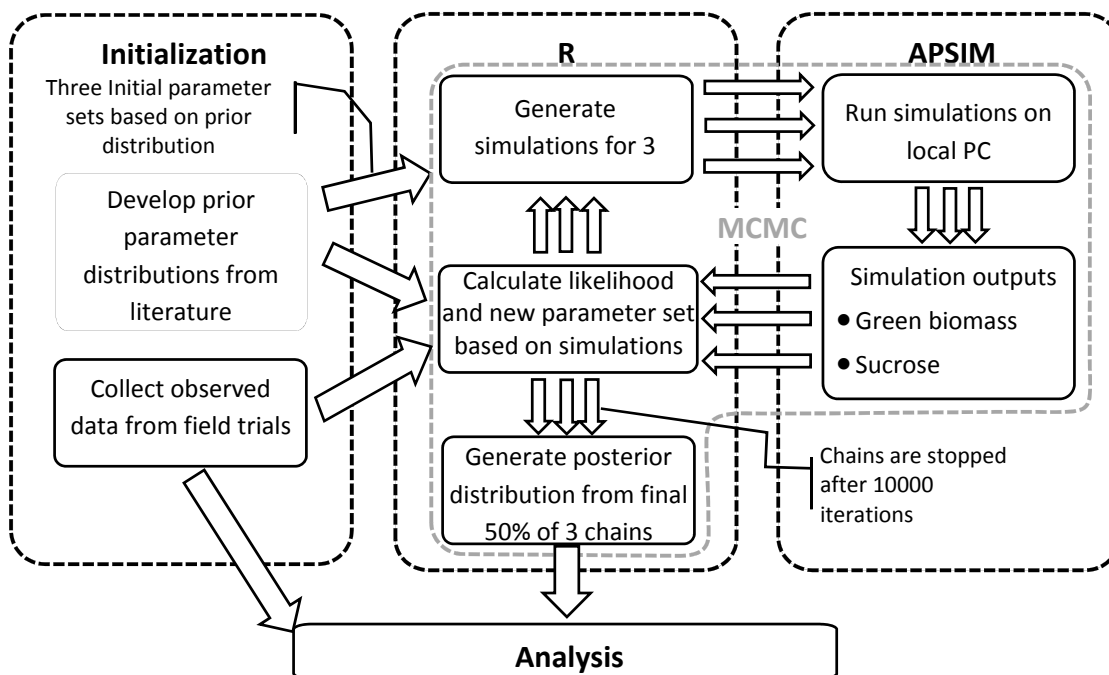 Initialization
Three Initial parameter
sets based on prior
distribution
Develop prior
parameter
distributions from
literature
Collect observed
data from field trials
R
Generate
simulations for 3
Calculate likelihood
and new parameter set
based on simulations
Generate posterior
distribution from final
50% of 3 chains
MCMC
APSIM
Run simulations on
local PC
Simulation outputs
● Green biomass
● Sucrose
Chains are stopped
after 10000
iterations
Analysis